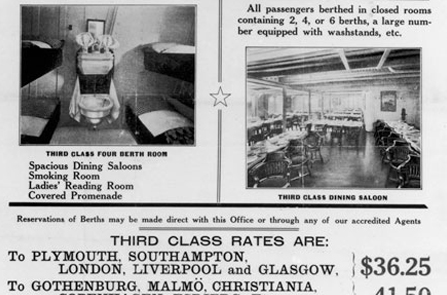 All passengers berthed in closed rooms
containing 2, 4, or 6 berths, a large num-
ber equipped with washstands, etc.
THIRD CLASS FOUR BERTH ROOM
Spacious Dining Saloons
Smoking Room
Ladies' Reading Room
Covered Promenade
THIRD CLASS DINING SALOON
Reservations of Berths may be made direct with this Office or through any of our accredited Agents
THIRD CLASS RATES ARE:
To PLYMOUTH, SOUTHAMPTON,
LONDON, LIVERPOOL and GLASGOW, $36.25
To GOTHENBURG, MALMÖ, CHRISTIANIA,
41.50